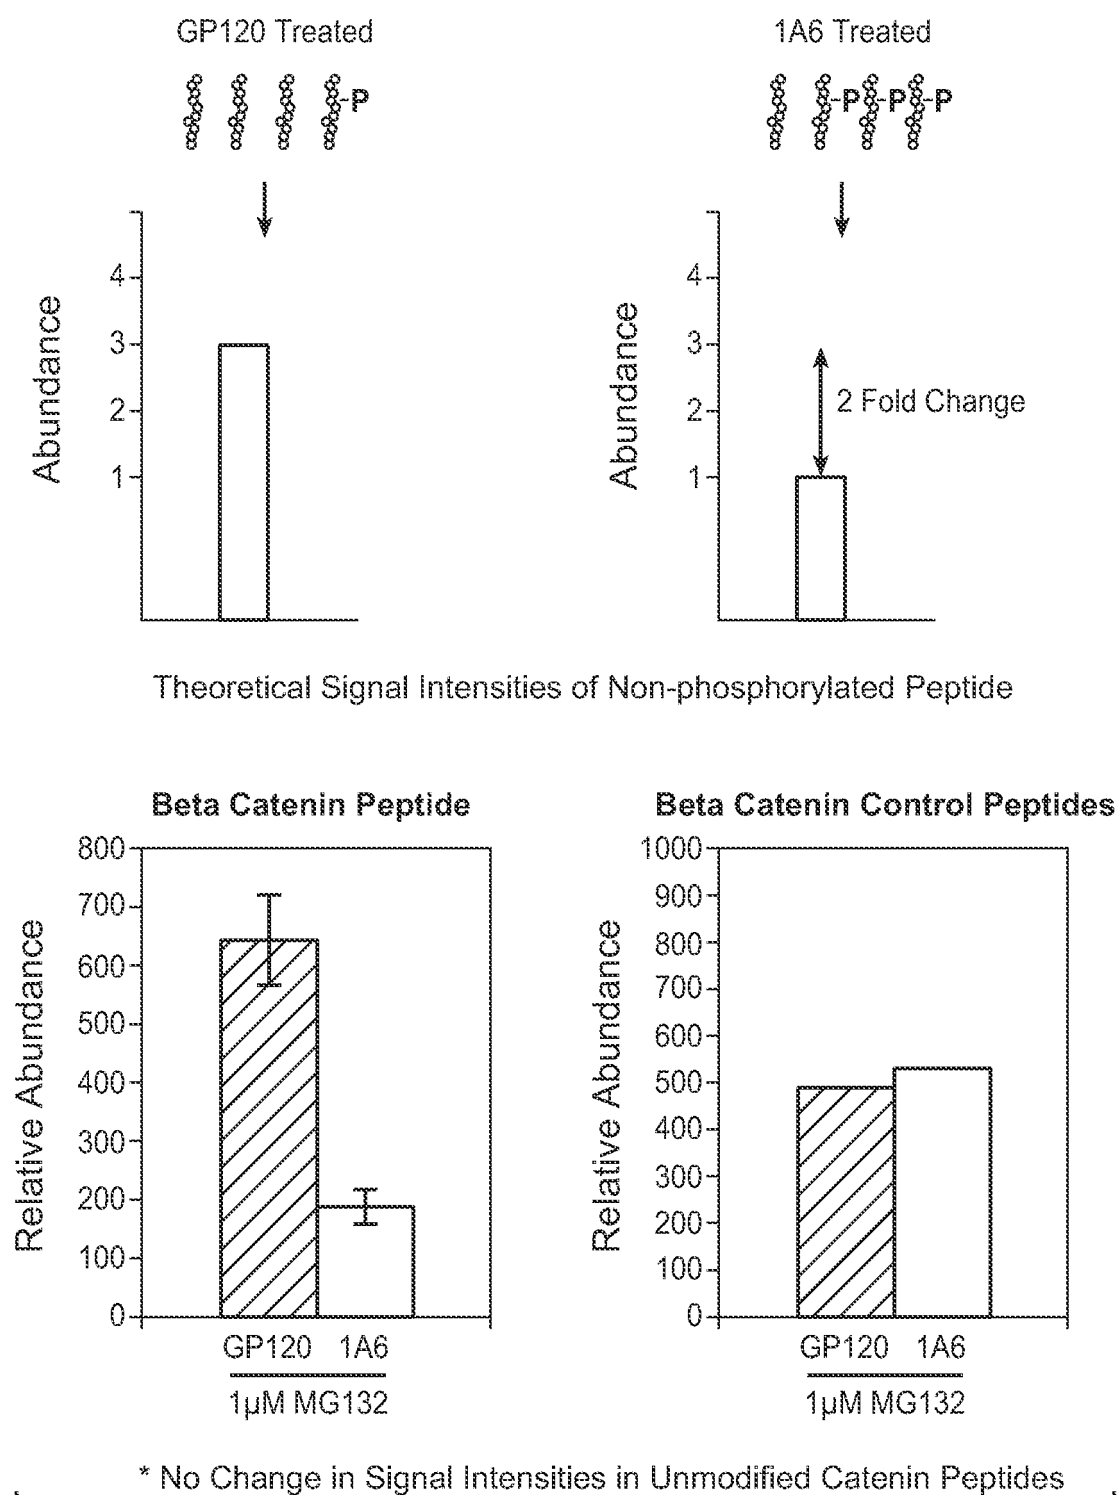 GP120 Treated
1A6 Treated
P
P P P
Abundance
4
3
2
1
Abundance
4
3
2
1
2 Fold Change
Theoretical Signal Intensities of Non-phosphorylated Peptide
Beta Catenin Peptide
Relative Abundance
800
700
600
500
400
300
200
100
0
GP120 1A6
1µM MG132
Beta Catenin Control Peptides
Relative Abundance
1000
900
800
700
600
500
400
300
200
100
0
GP120 1A6
1µM MG132
* No Change in Signal Intensities in Unmodified Catenin Peptides